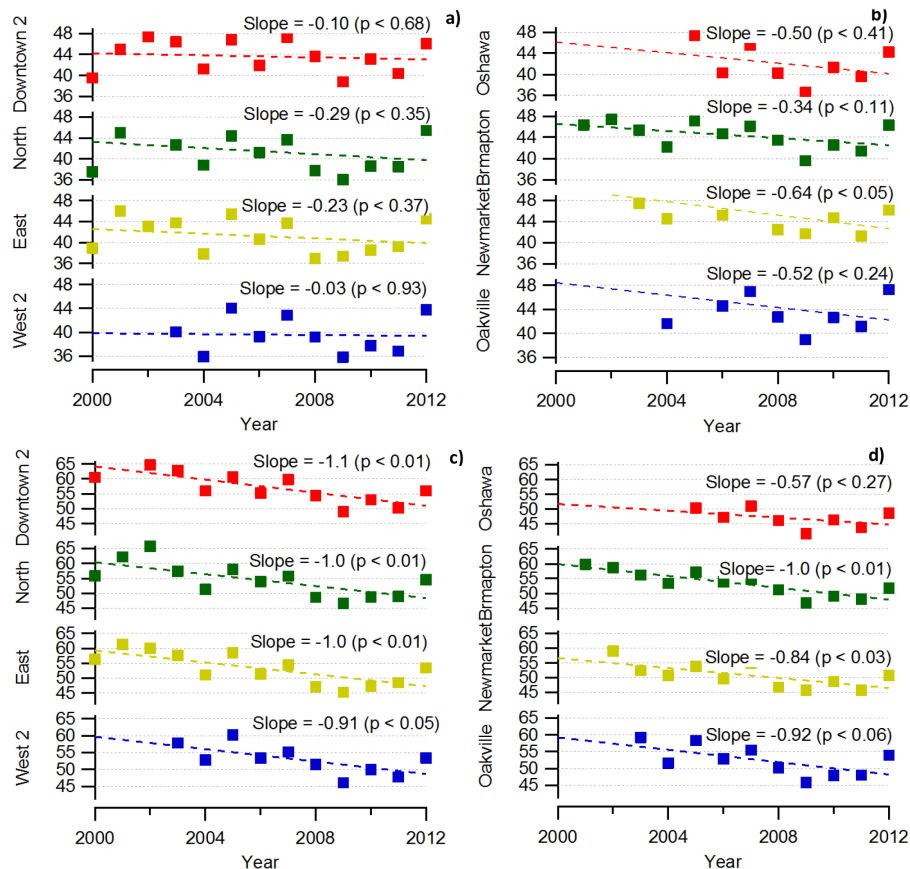 a)
Slope = -0.10 (p < 0.68)
Downtown 2
44
40
36
Slope = -0.29 (p < 0.35)
North
44
40
36
Slope = -0.23 (p < 0.37)
East
44
40
36
Slope = -0.03 (p < 0.93)
West 2
48
44
40
36
2000
2004
2008
2012
Year
b)
Slope = -0.50 (p < 0.41)
Oshawa
44
40
36
Slope = -0.34 (p < 0.11)
Brmapton
44
40
36
Slope = -0.64 (p < 0.05)
Newmarket
44
40
36
Slope = -0.52 (p < 0.24)
Oakville
48
44
40
36
2000
2004
2008
2012
Year
c)
Slope = -1.1 (p < 0.01)
Downtown 2
65
60
55
50
45
Slope = -1.0 (p < 0.01)
North
65
60
55
50
45
Slope = -1.0 (p < 0.01)
East
65
60
55
50
45
Slope = -0.91 (p < 0.05)
West 2
65
60
55
50
45
2000
2004
2008
2012
Year
d)
Slope = -0.57 (p < 0.27)
Oshawa
65
60
55
50
45
Slope = -1.0 (p < 0.01)
Brmapton
65
60
55
50
45
Slope = -0.84 (p < 0.03)
Newmarket
65
60
55
50
45
Slope = -0.92 (p < 0.06)
Oakville
65
60
55
50
45
2000
2004
2008
2012
Year